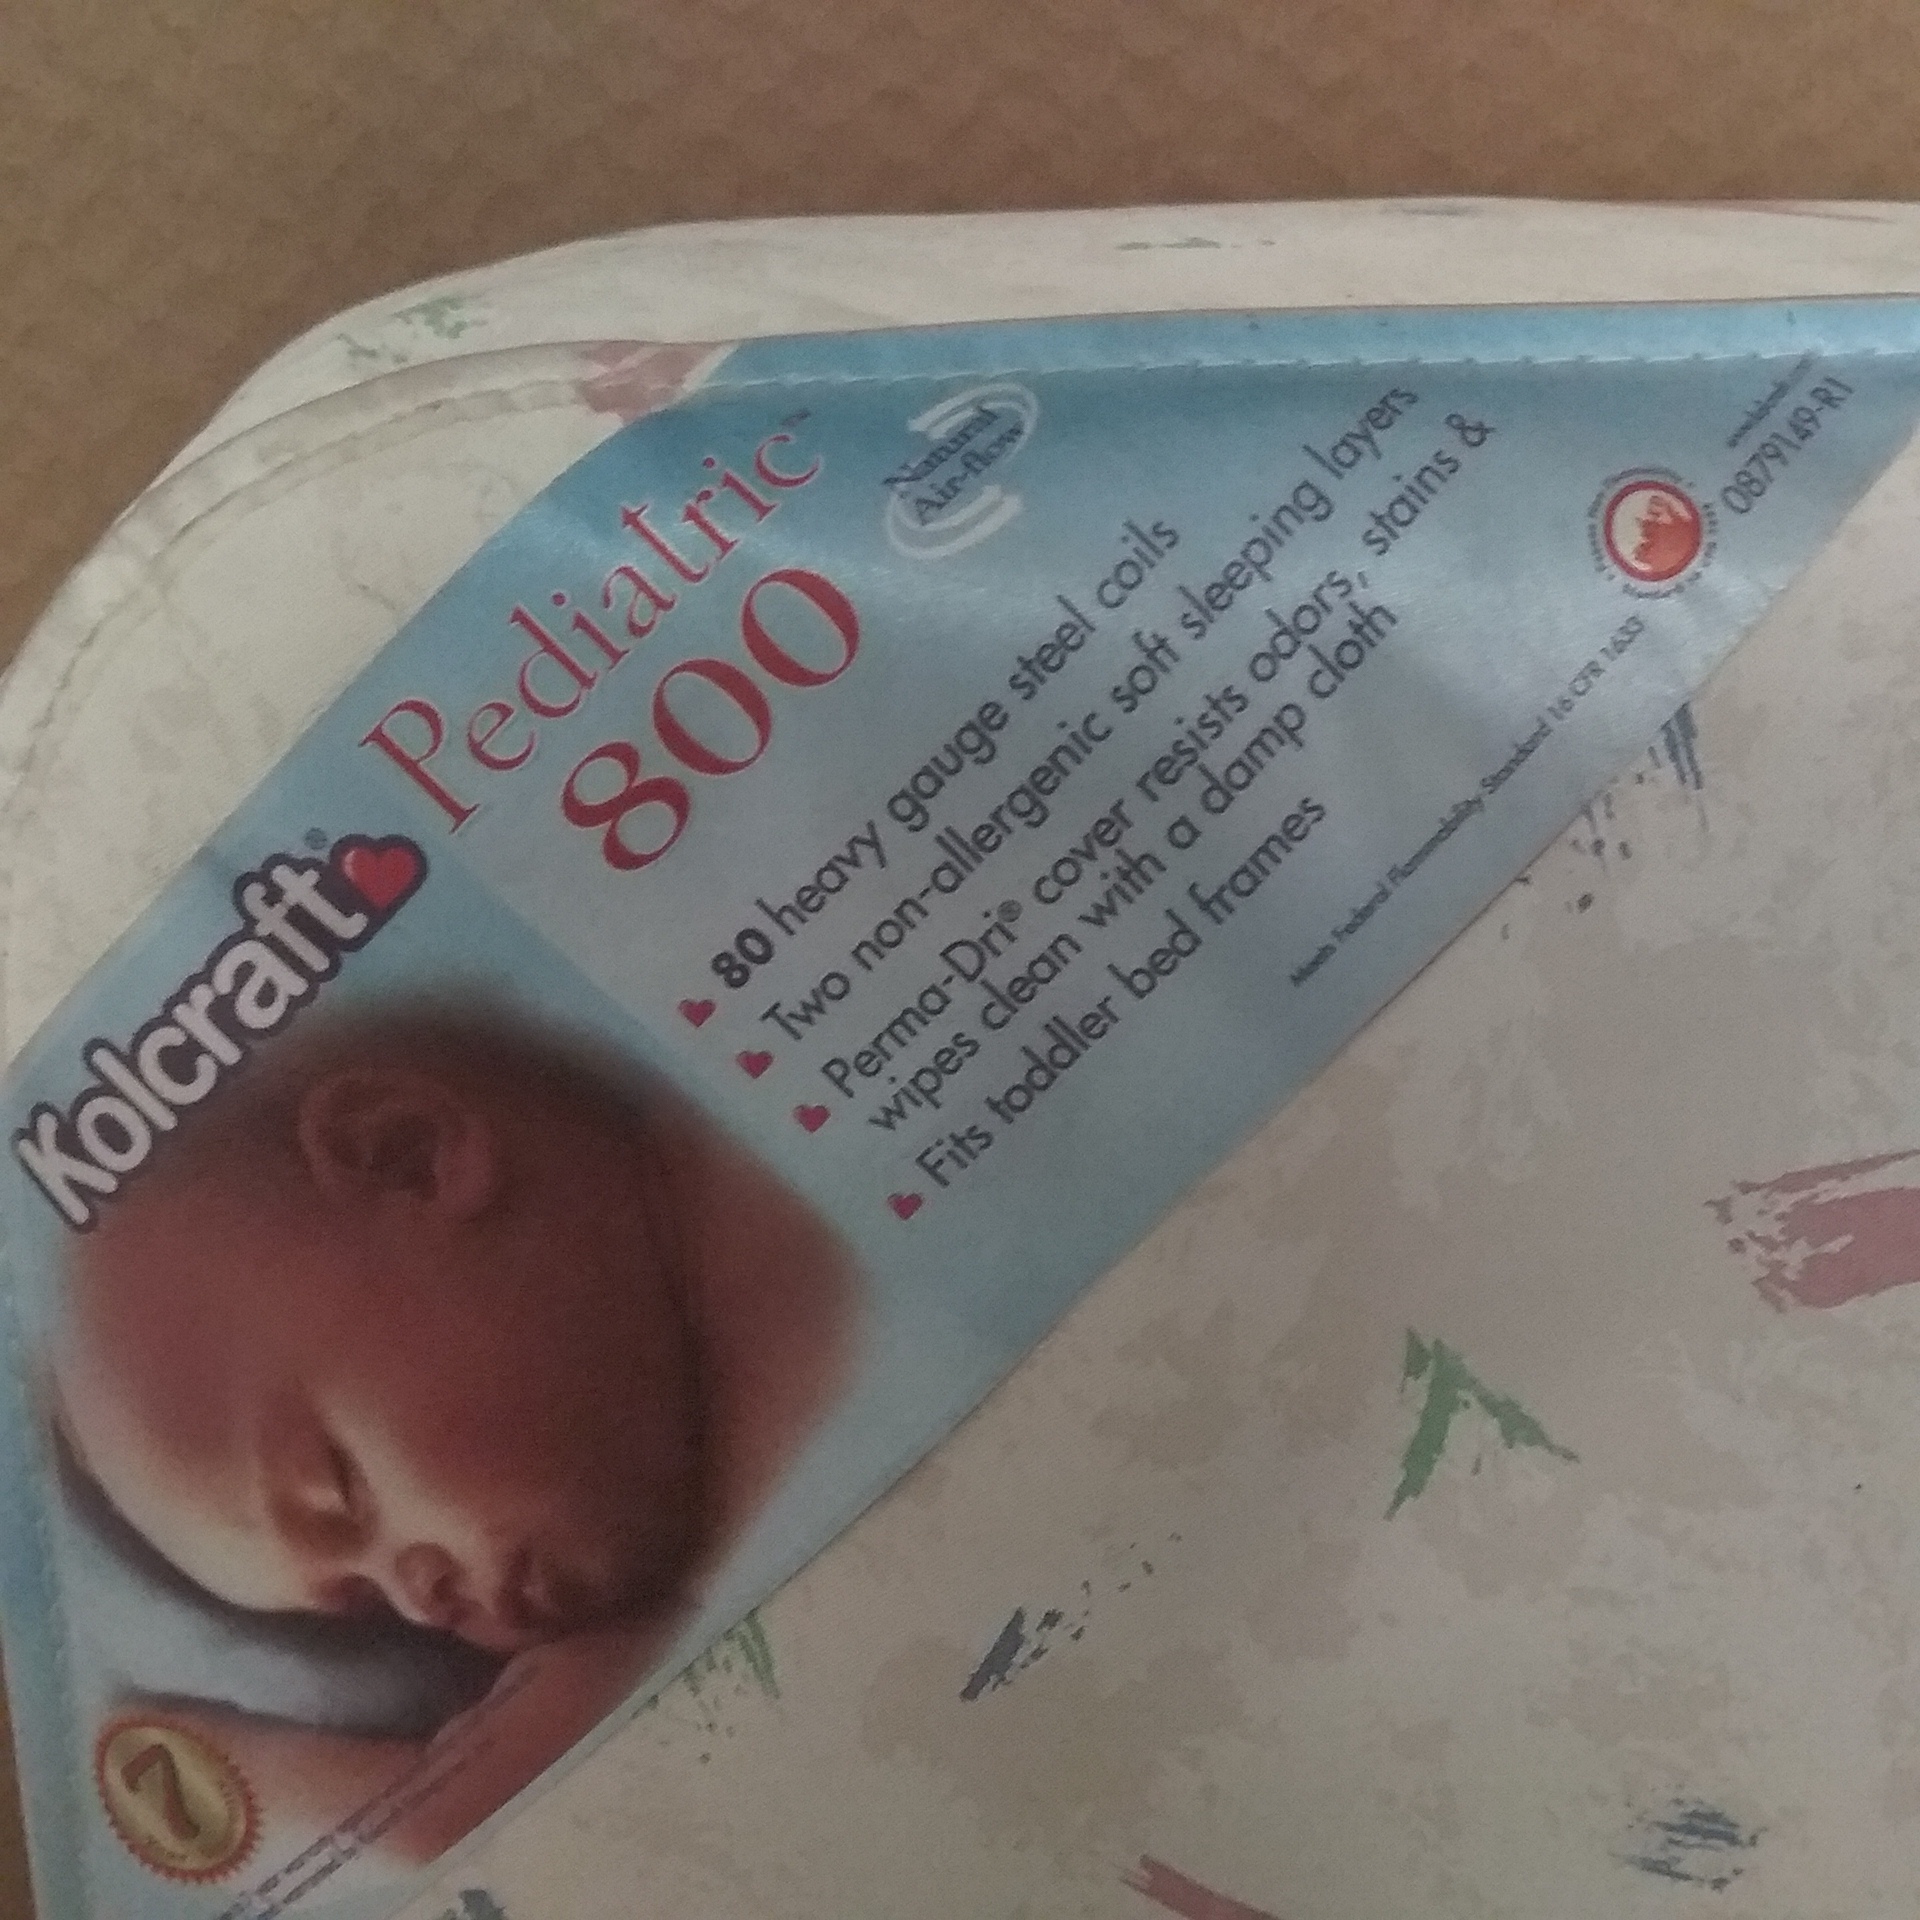 Kolcraft®
Pediatric™
800
Natural
Air-flow
80 heavy gauge steel coils
Two non-allergenic soft sleeping layers
Perma-Dri® cover resists odors, stains &
wipes clean with a damp cloth
Fits toddler bed frames
Meets Federal Flammability Standard 16 CFR 1633
0879149-R1
7